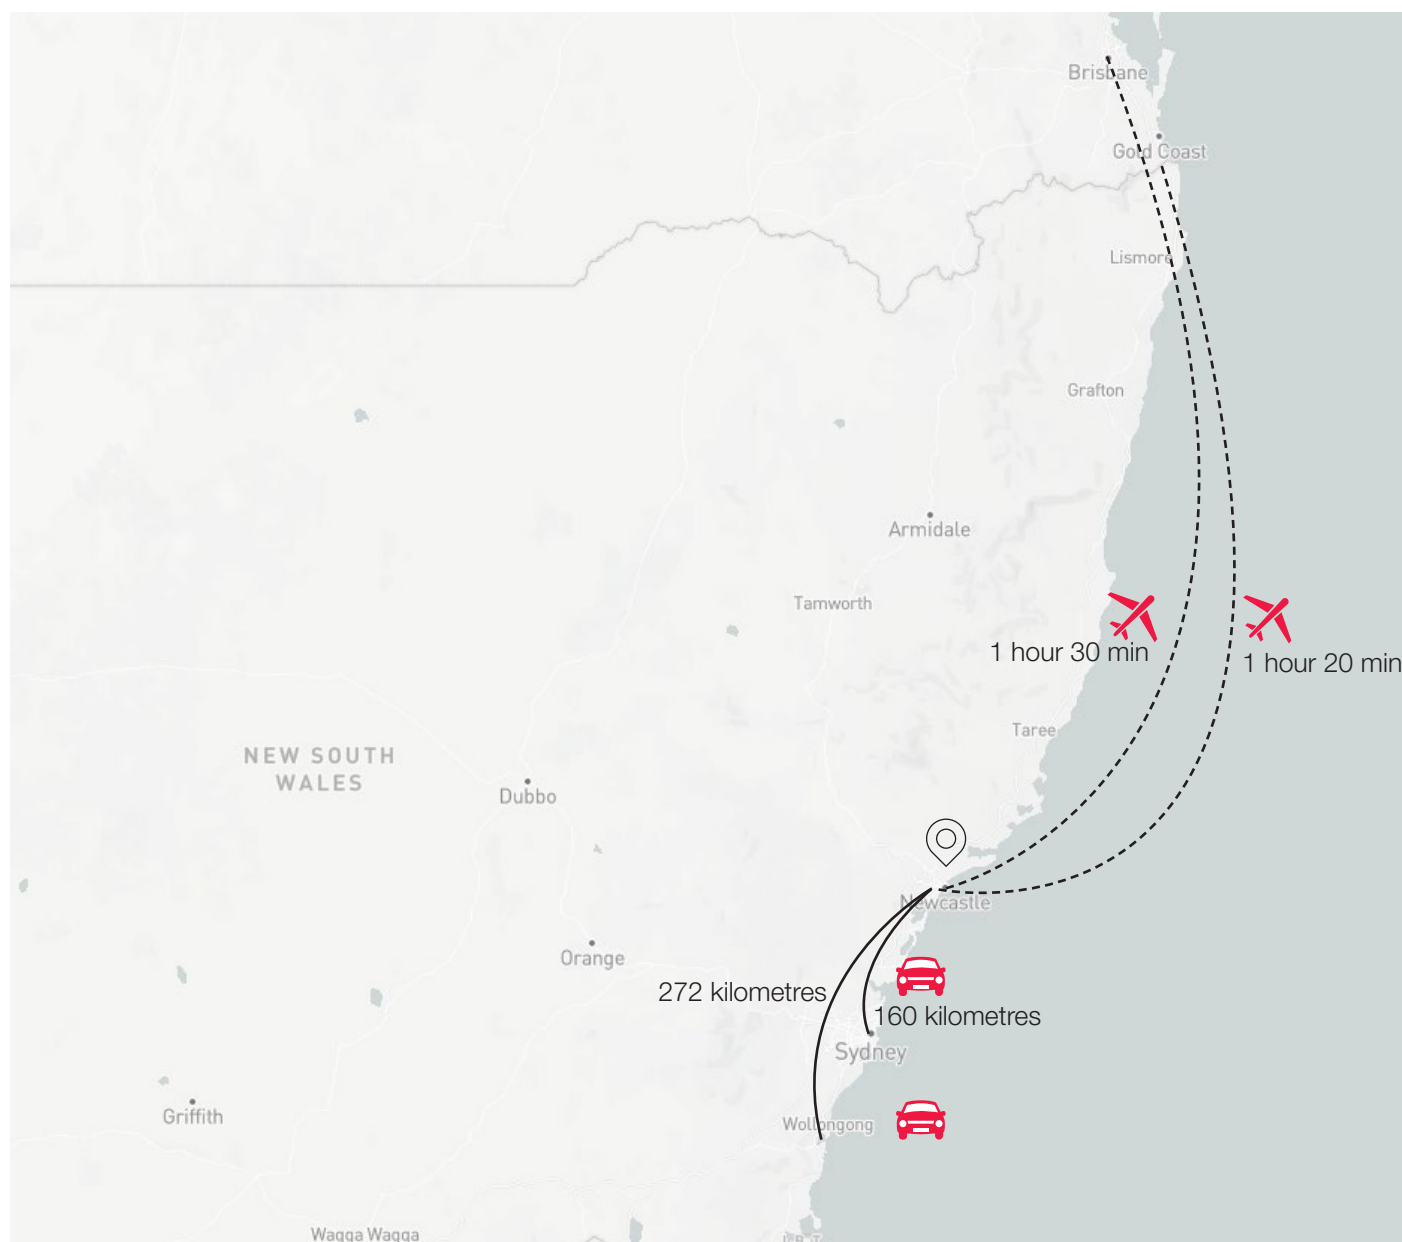 Brisbane
Gold Coast
Lismore
Grafton
Armidale
Tamworth
1 hour 30 min
1 hour 20 min
Taree
NEW SOUTH
WALES
Dubbo
Newcastle
Orange
272 kilometres
160 kilometres
Sydney
Griffith
Wollongong
Wagga Wagga